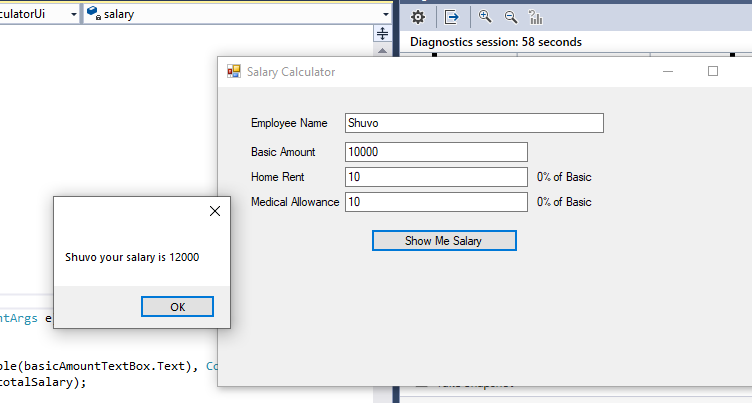 culatorUi salary
Diagnostics session: 58 seconds
Salary Calculator
Employee Name Shuvo
Basic Amount 10000
Home Rent 10 0% of Basic
Medical Allowance 10 0% of Basic
Show Me Salary
Shuvo your salary is 12000
OK
ntArgs e
ble(basicAmountTextBox.Text), Co
totalSalary);